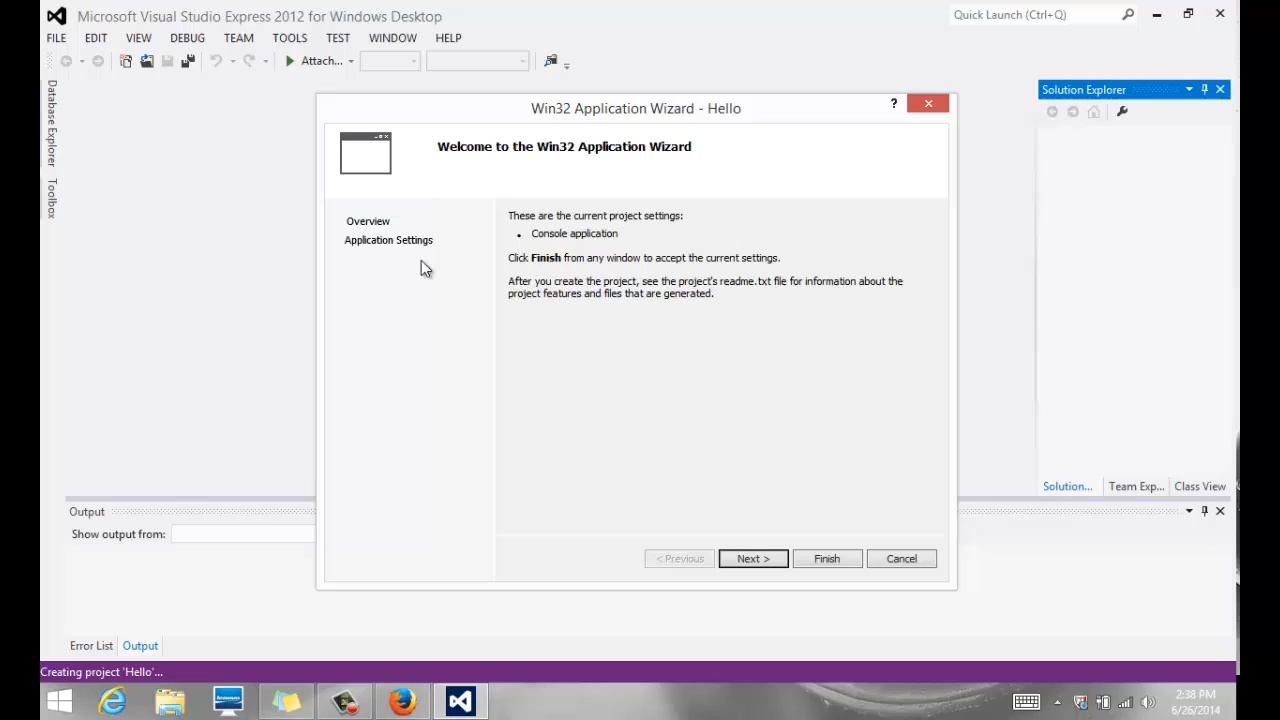 Microsoft Visual Studio Express 2012 for Windows Desktop
Quick Launch (Ctrl+Q)
FILE EDIT VIEW DEBUG TEAM TOOLS TEST WINDOW HELP
Attach...
Database Explorer
Toolbox
Solution Explorer
Win32 Application Wizard - Hello
?
Welcome to the Win32 Application Wizard
Overview
Application Settings
These are the current project settings:
• Console application
Click Finish from any window to accept the current settings.
After you create the project, see the project's readme.txt file for information about the
project features and files that are generated.
< Previous Next > Finish Cancel
Solution... Team Exp... Class View
Output
Show output from:
Error List Output
Creating project 'Hello'...
2:38 PM
6/26/2014